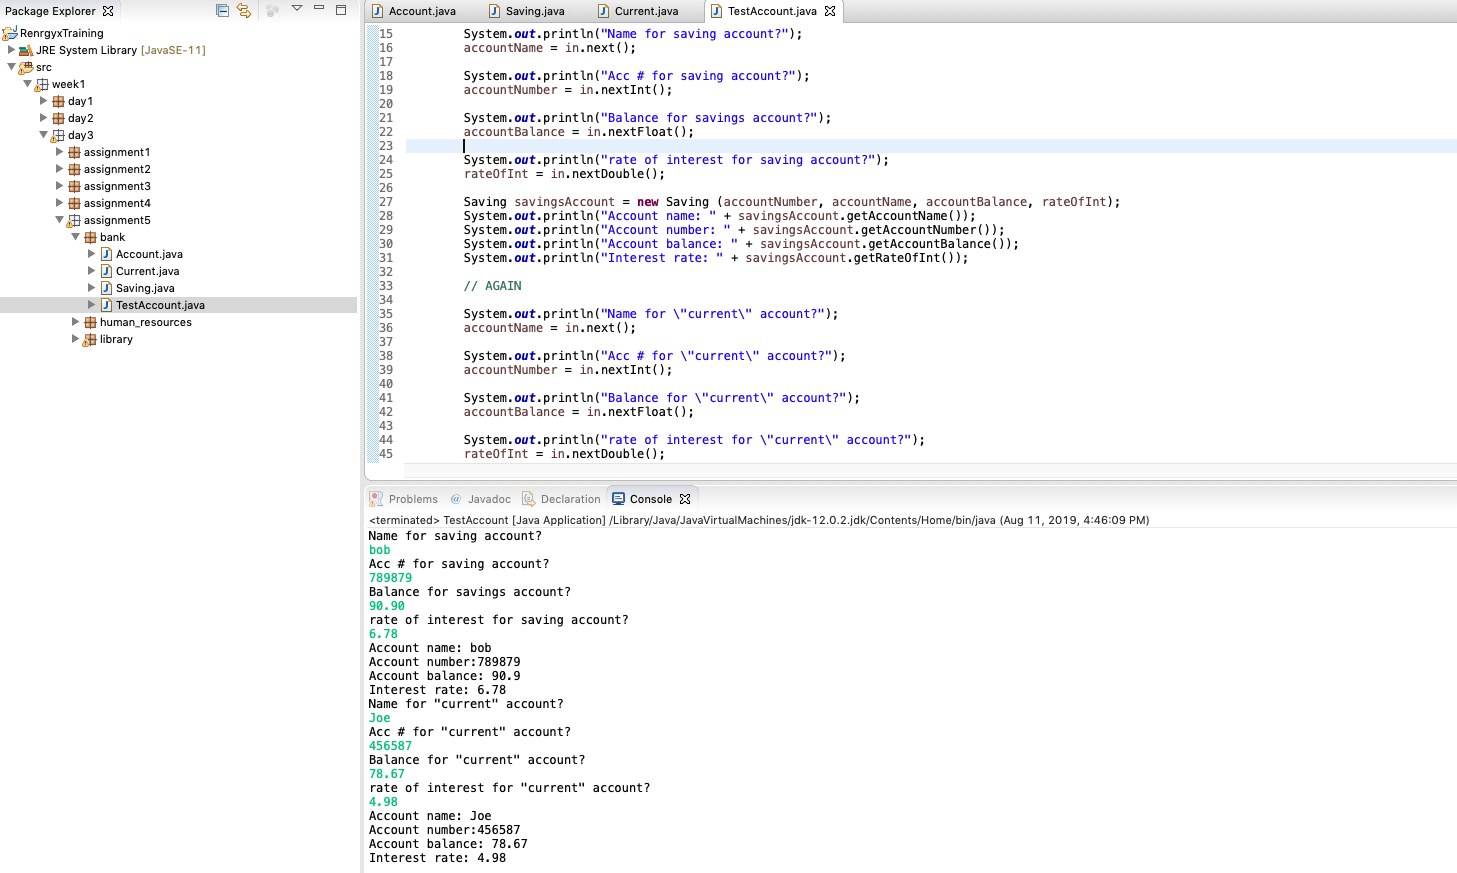 Package Explorer
RenrgyxTraining
JRE System Library [JavaSE-11]
src
week1
day1
day2
day3
assignment1
assignment2
assignment3
assignment4
assignment5
bank
Account.java
Current.java
Saving.java
TestAccount.java
human_resources
library
Account.java Saving.java Current.java TestAccount.java
15 System.out.println("Name for saving account?");
16 accountName = in.next();
17
18 System.out.println("Acc # for saving account?");
19 accountNumber = in.nextInt();
20
21 System.out.println("Balance for savings account?");
22 accountBalance = in.nextFloat();
23
24 System.out.println("rate of interest for saving account?");
25 rateOfInt = in.nextDouble();
26
27 Saving savingsAccount = new Saving (accountNumber, accountName, accountBalance, rateOfInt);
28 System.out.println("Account name: " + savingsAccount.getAccountName());
29 System.out.println("Account number: " + savingsAccount.getAccountNumber());
30 System.out.println("Account balance: " + savingsAccount.getAccountBalance());
31 System.out.println("Interest rate: " + savingsAccount.getRateOfInt());
32
33 // AGAIN
34
35 System.out.println("Name for \"current\" account?");
36 accountName = in.next();
37
38 System.out.println("Acc # for \"current\" account?");
39 accountNumber = in.nextInt();
40
41 System.out.println("Balance for \"current\" account?");
42 accountBalance = in.nextFloat();
43
44 System.out.println("rate of interest for \"current\" account?");
45 rateOfInt = in.nextDouble();
Problems @ Javadoc Declaration Console
<terminated> TestAccount [Java Application] /Library/Java/JavaVirtualMachines/jdk-12.0.2.jdk/Contents/Home/bin/java (Aug 11, 2019, 4:46:09 PM)
Name for saving account?
bob
Acc # for saving account?
789879
Balance for savings account?
90.90
rate of interest for saving account?
6.78
Account name: bob
Account number:789879
Account balance: 90.9
Interest rate: 6.78
Name for "current" account?
Joe
Acc # for "current" account?
456587
Balance for "current" account?
78.67
rate of interest for "current" account?
4.98
Account name: Joe
Account number:456587
Account balance: 78.67
Interest rate: 4.98